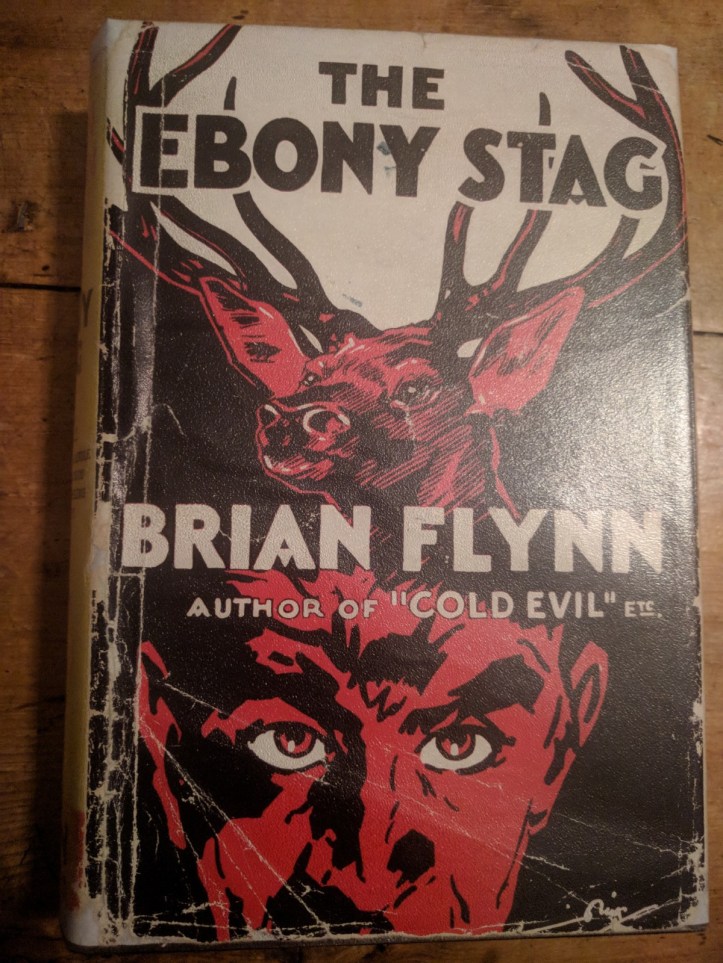 THE
EBONY STAG
BRIAN FLYNN
AUTHOR OF "COLD EVIL" ETC.